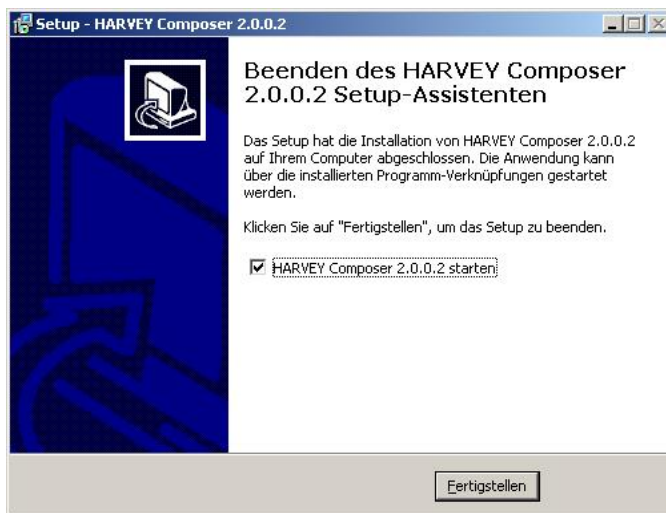 Setup - HARVEY Composer 2.0.0.2
Beenden des HARVEY Composer
2.0.0.2 Setup-Assistenten
Das Setup hat die Installation von HARVEY Composer 2.0.0.2
auf Ihrem Computer abgeschlossen. Die Anwendung kann
über die installierten Programm-Verknüpfungen gestartet
werden.
Klicken Sie auf "Fertigstellen", um das Setup zu beenden.
HARVEY Composer 2.0.0.2 starten
Fertigstellen